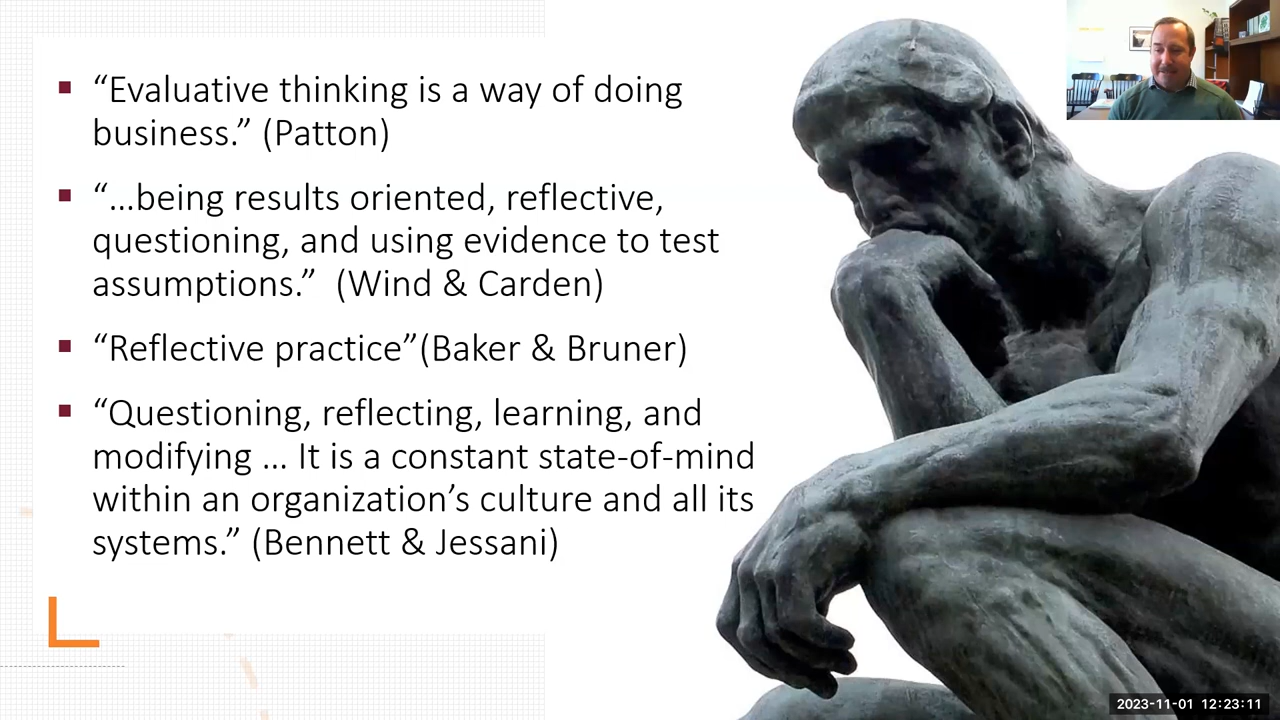 “Evaluative thinking is a way of doing
business.” (Patton)
“…being results oriented, reflective,
questioning, and using evidence to test
assumptions.”  (Wind & Carden)
“Reflective practice”(Baker & Bruner)
“Questioning, reflecting, learning, and
modifying … It is a constant state-of-mind
within an organization’s culture and all its
systems.” (Bennett & Jessani)
2023-11-01 12:23:11